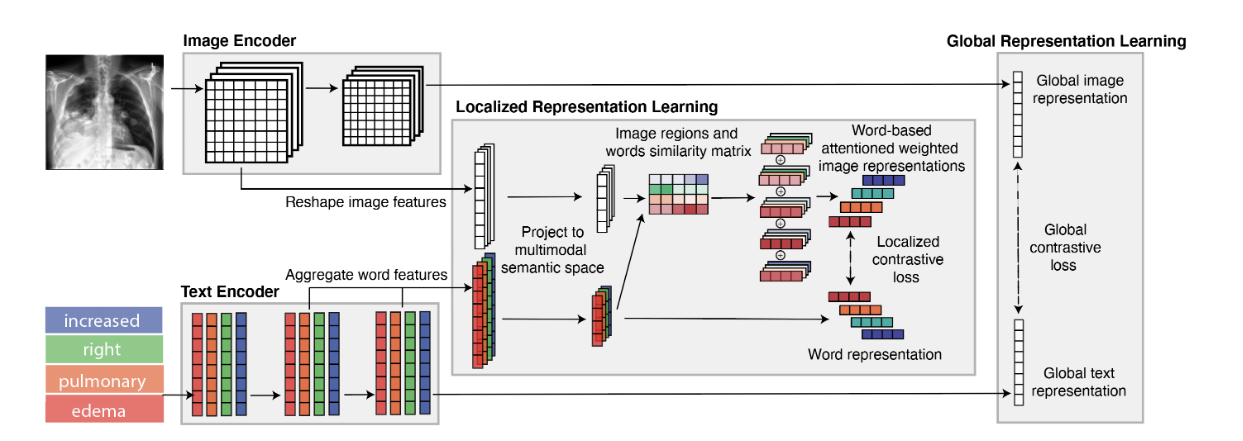 Image Encoder
Global Representation Learning
Global image
representation
Localized Representation Learning
Image regions and
words similarity matrix
Word-based
attentioned weighted
image representations
Reshape image features
Project to
multimodal
semantic space
Localized
contrastive
loss
Global
contrastive
loss
Aggregate word features
Text Encoder
increased
right
pulmonary
edema
Word representation
Global text
representation